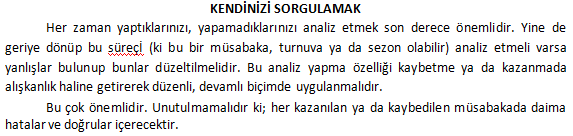 KENDİNİZİ SORGULAMAK
Her zaman yaptıklarınızı, yapamadıklarınızı analiz etmek son derece önemlidir. Yine de
geriye dönüp bu süreçi (ki bu bir müsabaka, turnuva ya da sezon olabilir) analiz etmeli varsa
yanlışlar bulunup bunlar düzeltilmelidir. Bu analiz yapma özelliği kaybetme ya da kazanmada
alışkanlık haline getirerek düzenli, devamlı biçimde uygulanmalıdır.
Bu çok önemlidir. Unutulmamalıdır ki; her kazanılan ya da kaybedilen müsabakada daima
hatalar ve doğrular içerecektir.